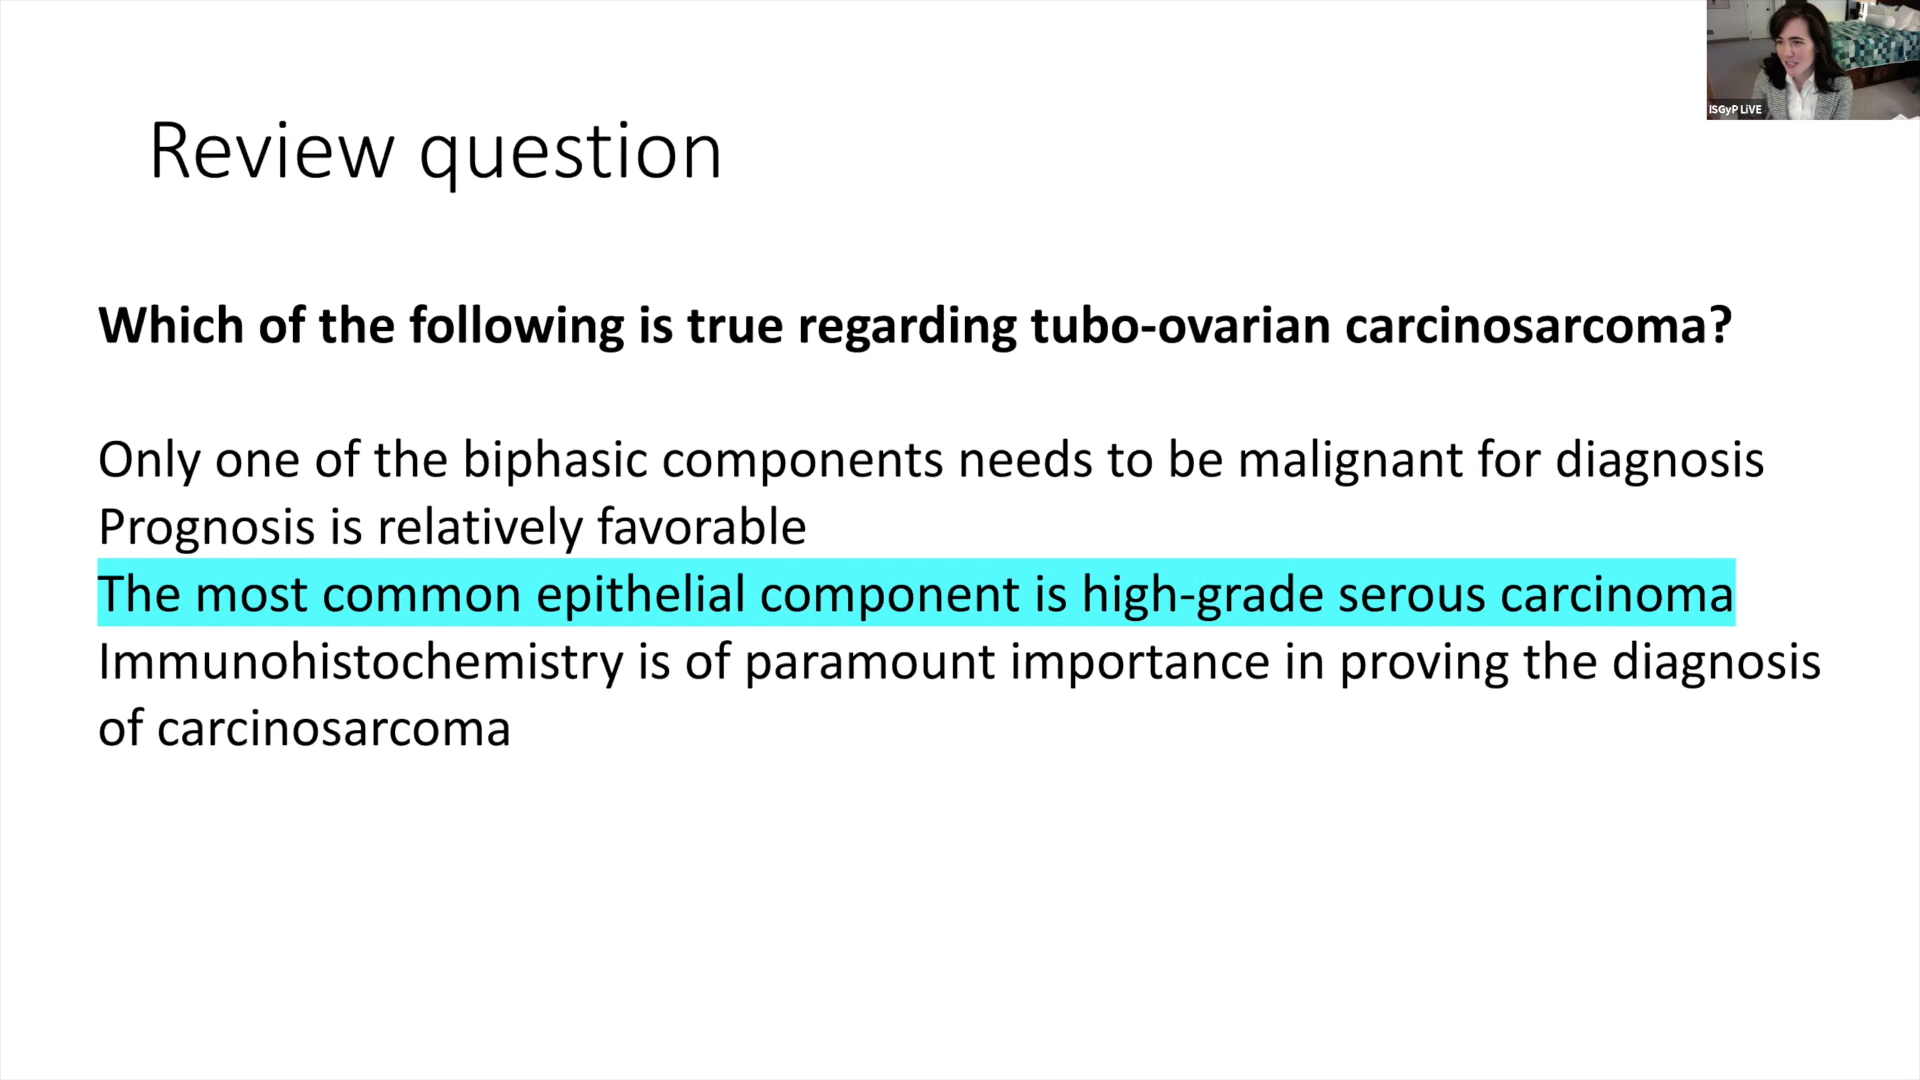 ISGyP LiVE
Review question
Which of the following is true regarding tubo-ovarian carcinosarcoma?
Only one of the biphasic components needs to be malignant for diagnosis
Prognosis is relatively favorable
The most common epithelial component is high-grade serous carcinoma
Immunohistochemistry is of paramount importance in proving the diagnosis
of carcinosarcoma